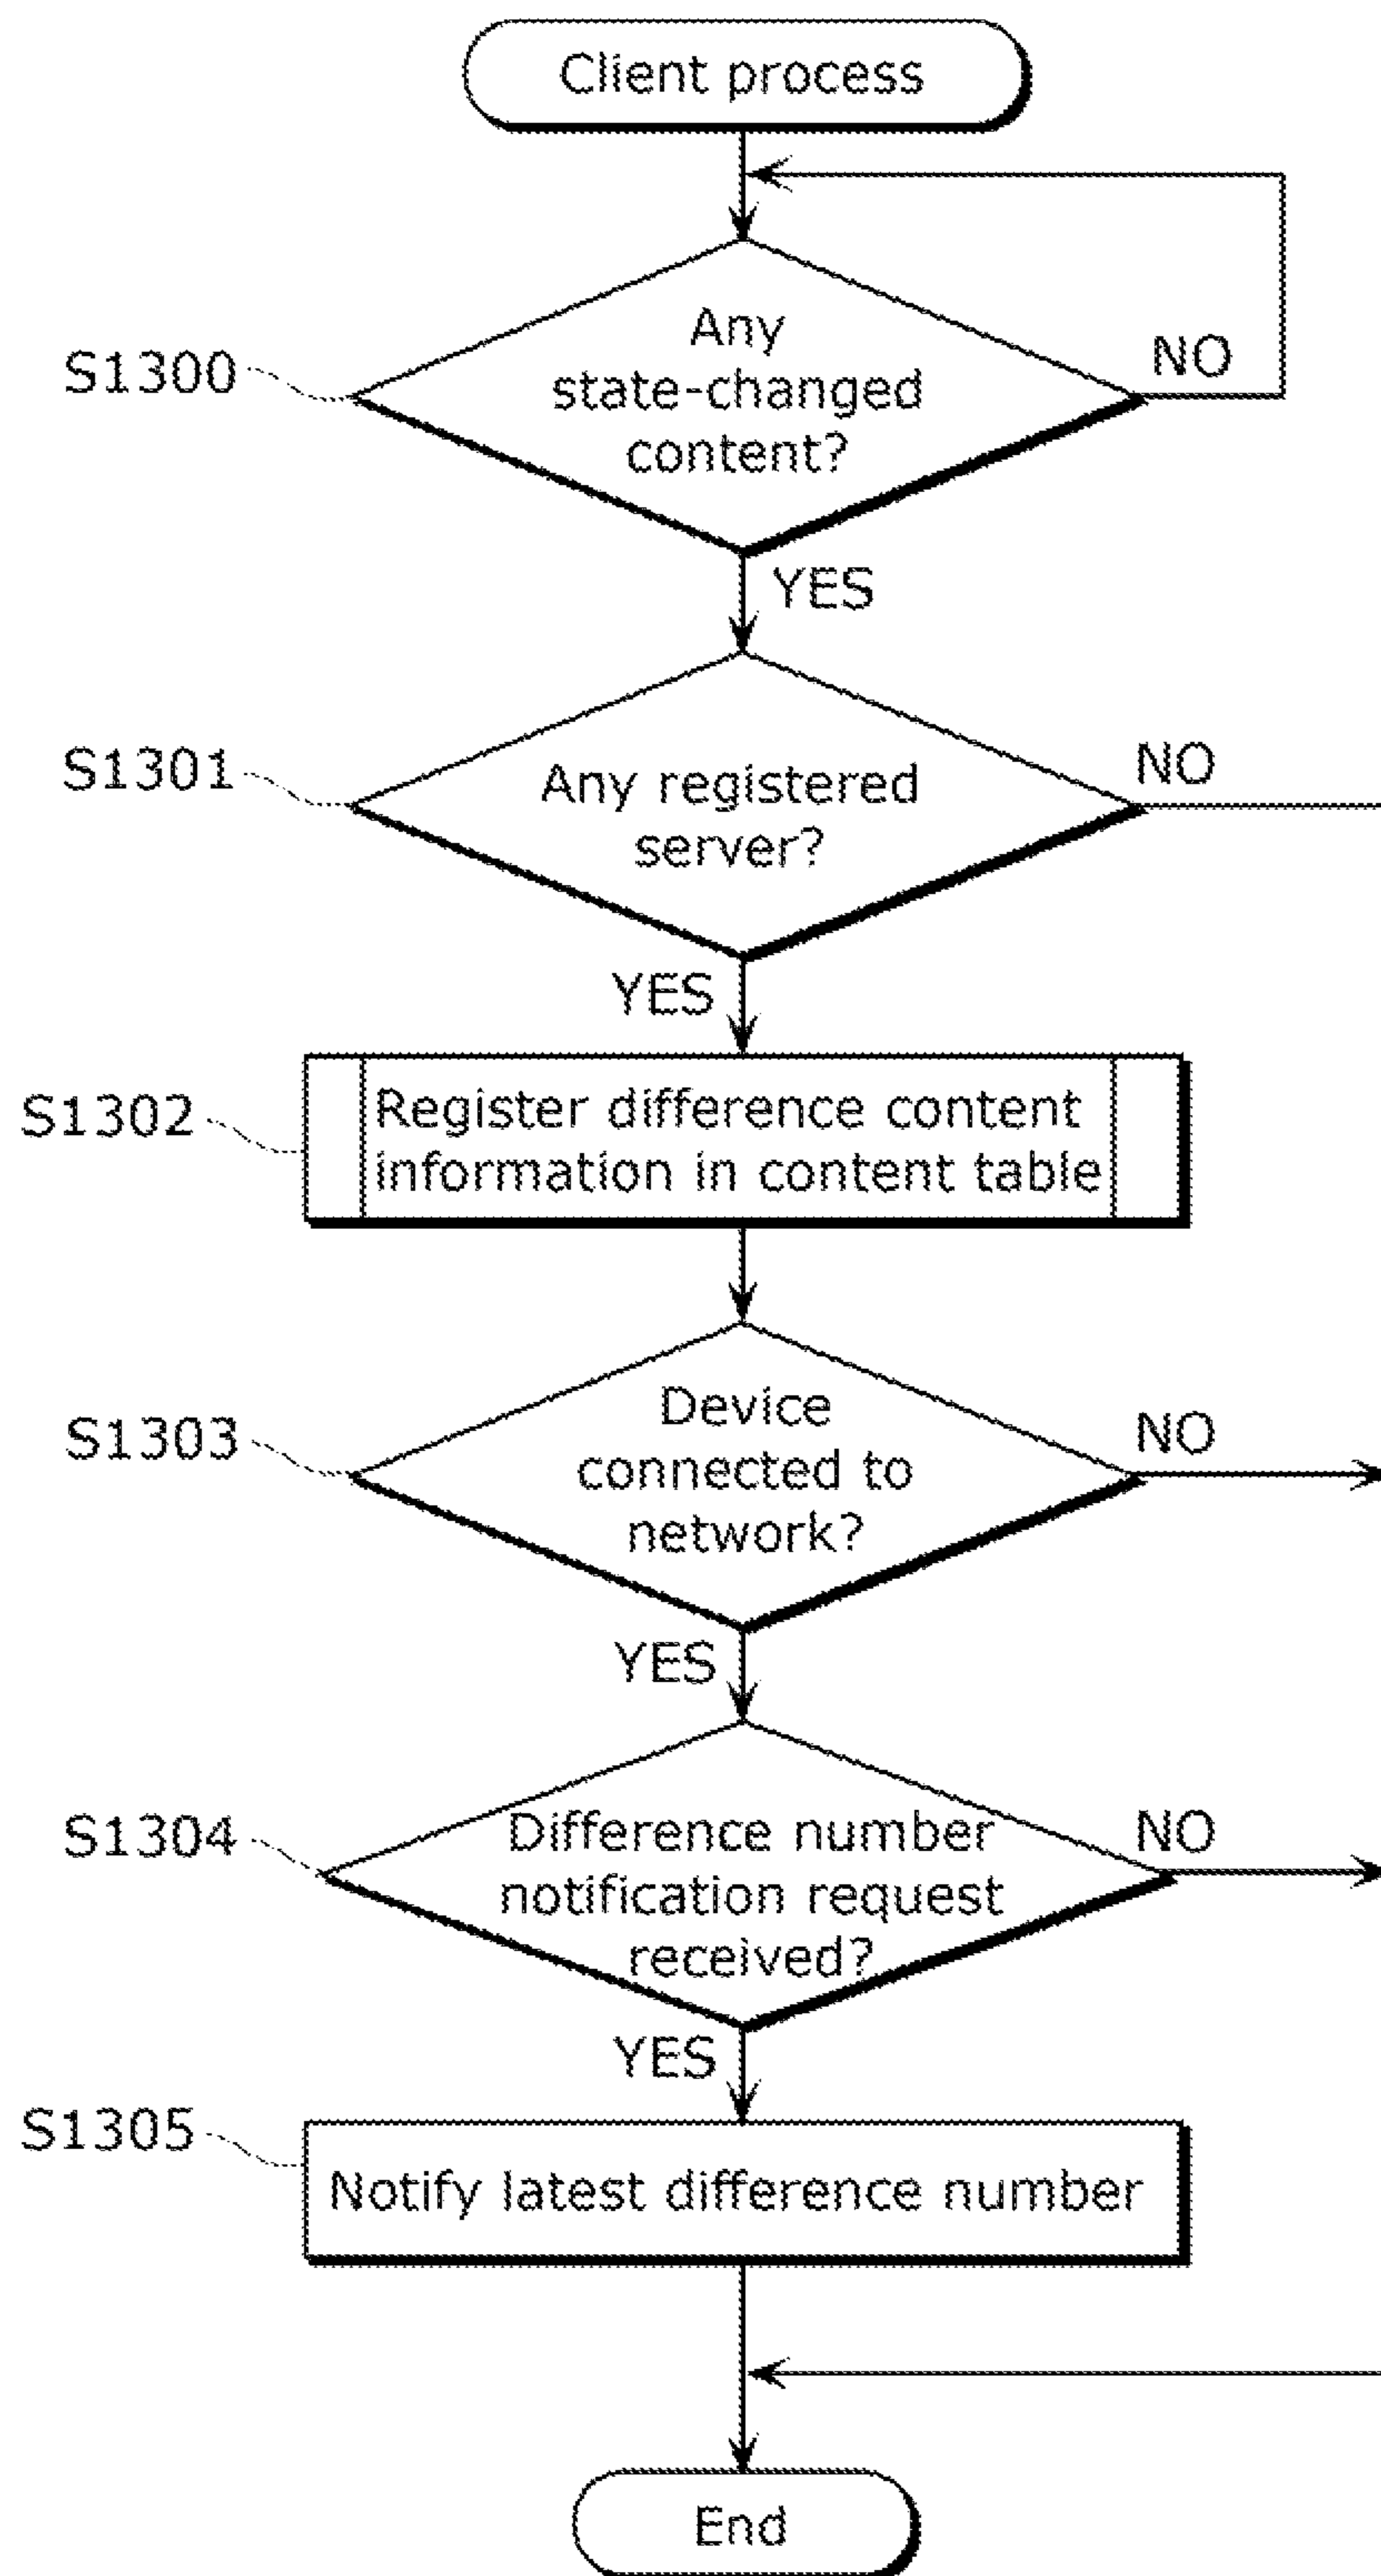 Client process
Any
state-changed
content?
S1300
NO
YES
S1301
Any registered
server?
NO
YES
S1302
Register difference content
information in content table
S1303
Device
connected to
network?
NO
YES
S1304
Difference number
notification request
received?
NO
YES
S1305
Notify latest difference number
End